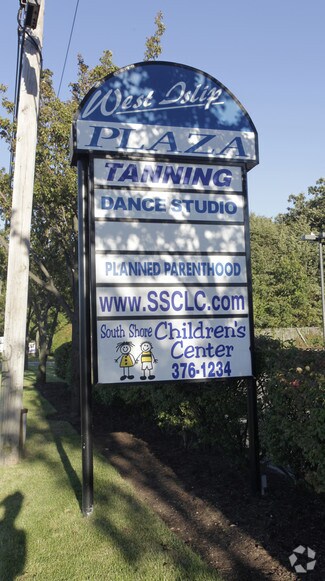 West Islip
PLAZA
TANNING
DANCE STUDIO
PLANNED PARENTHOOD
www.SSCLC.com
South Shore Children's
Center
376-1234